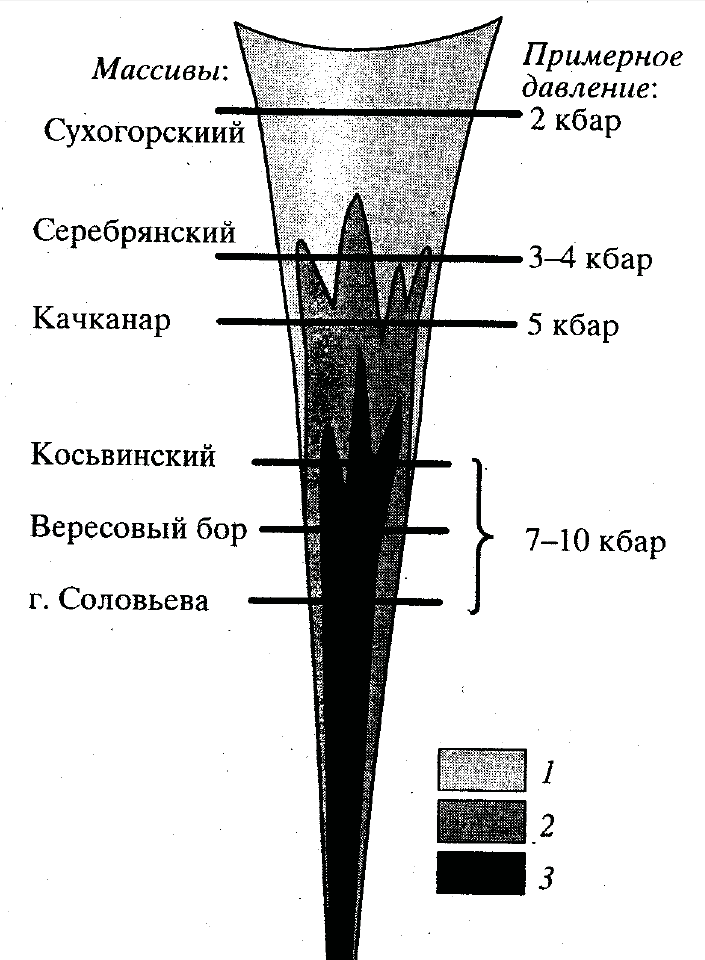 Массивы:
Примерное
давление:
Сухогорскиий
2 кбар
Серебрянский
3–4 кбар
Качканар
5 кбар
Косьвинский
Вересовый бор
7–10 кбар
г. Соловьева
1
2
3